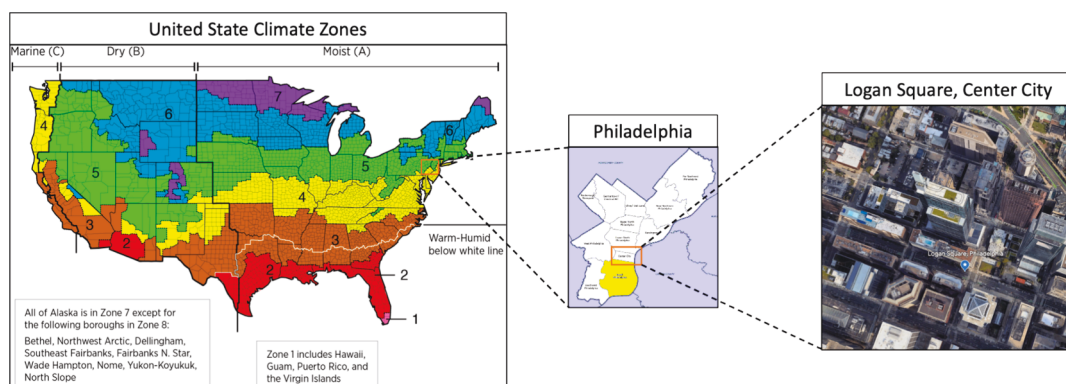 United State Climate Zones
Marine (C)
Dry (B)
Moist (A)
7
6
6
4
5
5
4
3
3
2
2
2
1
Warm-Humid
below white line
All of Alaska is in Zone 7 except for
the following boroughs in Zone 8:
Bethel, Northwest Arctic, Dellingham,
Southeast Fairbanks, Fairbanks N. Star,
Wade Hampton, Nome, Yukon-Koyukuk,
North Slope
Zone 1 includes Hawaii,
Guam, Puerto Rico, and
the Virgin Islands
Philadelphia
Logan Square, Center City
Logan Square, Philadelphia